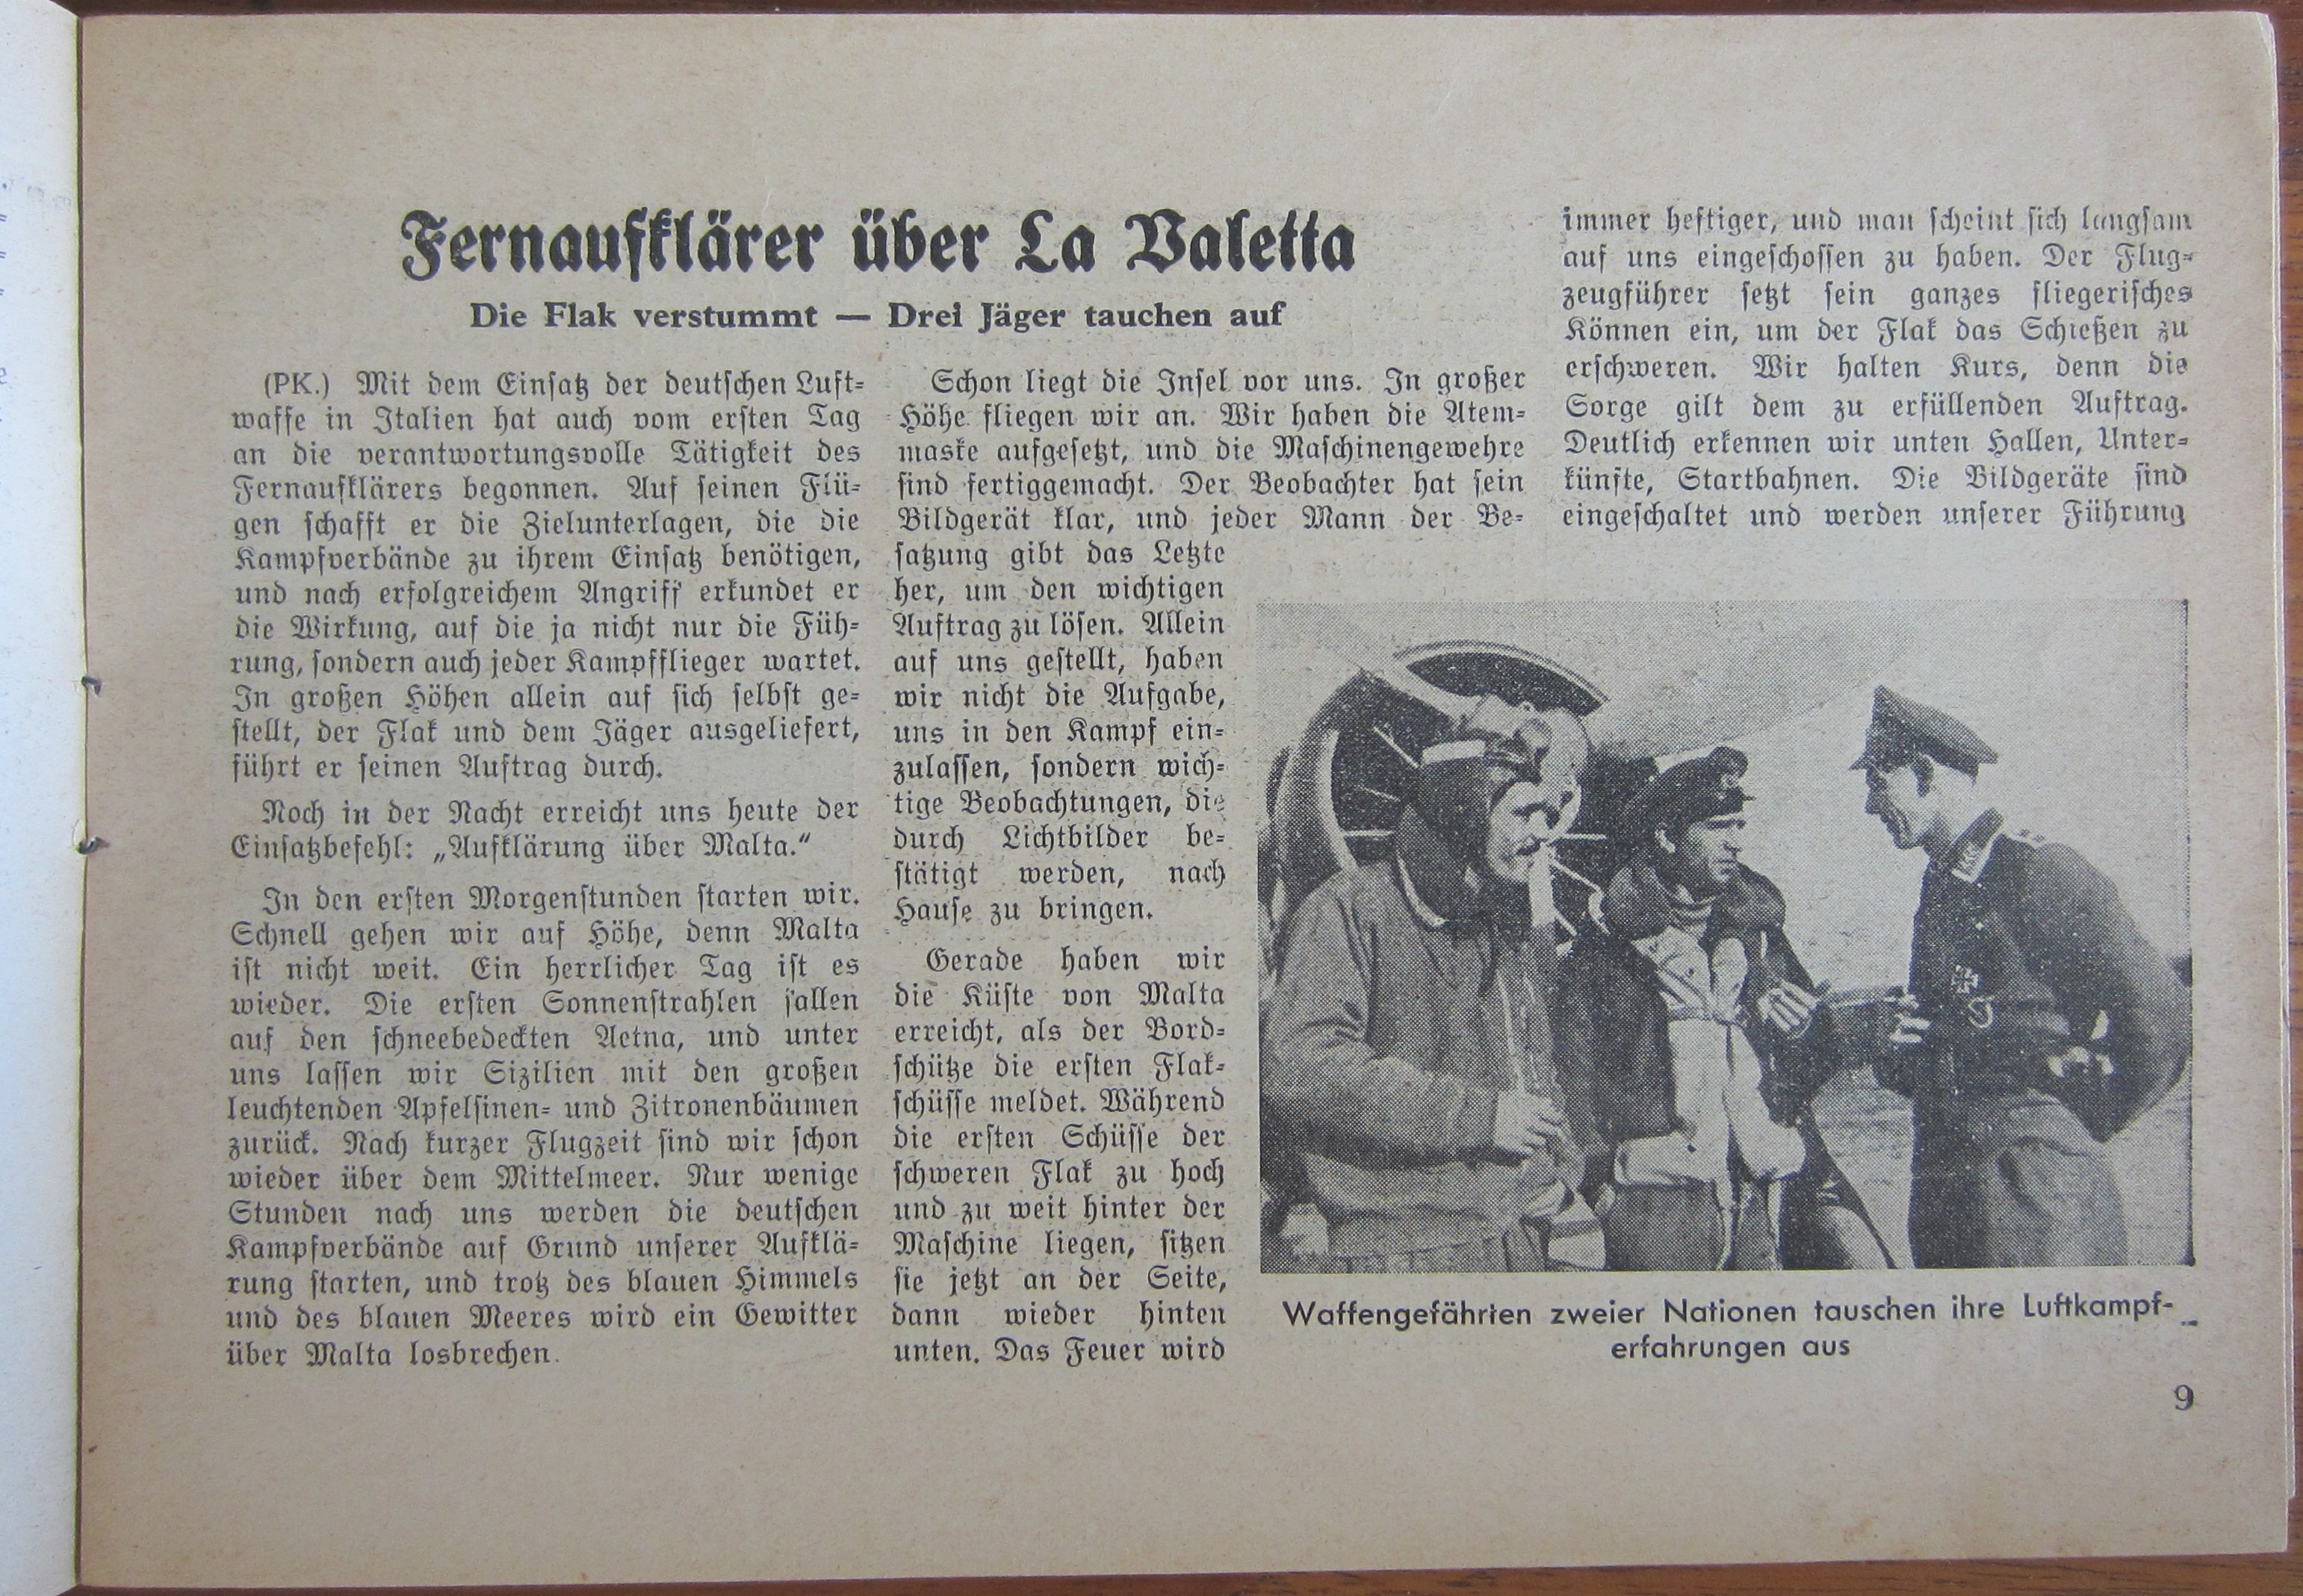 Fernaufklärer über La Valetta
Die Flak verstummt — Drei Jäger tauchen auf
(PK.) Mit dem Einsatz der deutschen Luft-
waffe in Italien hat auch vom ersten Tag
an die verantwortungsvolle Tätigkeit des
Fernaufklärers begonnen. Auf seinen Flü-
gen schafft er die Zielunterlagen, die die
Kampfverbände zu ihrem Einsatz benötigen,
und nach erfolgreichem Angriff erkundet er
die Wirkung, auf die ja nicht nur die Füh-
rung, sondern auch jeder Kampfflieger wartet.
In großen Höhen allein auf sich selbst ge-
stellt, der Flak und dem Jäger ausgeliefert,
führt er seinen Auftrag durch.
Noch in der Nacht erreicht uns heute der
Einsatzbefehl: „Aufklärung über Malta.“
In den ersten Morgenstunden starten wir.
Schnell gehen wir auf Höhe, denn Malta
ist nicht weit. Ein herrlicher Tag ist es
wieder. Die ersten Sonnenstrahlen fallen
auf den schneebedeckten Aetna, und unter
uns lassen wir Sizilien mit den großen
leuchtenden Apfelsinen- und Zitronenbäumen
zurück. Nach kurzer Flugzeit sind wir schon
wieder über dem Mittelmeer. Nur wenige
Stunden nach uns werden die deutschen
Kampfverbände auf Grund unserer Aufklä-
rung starten, und trotz des blauen Himmels
und des blauen Meeres wird ein Gewitter
über Malta losbrechen.
Schon liegt die Insel vor uns. In großer
Höhe fliegen wir an. Wir haben die Atem-
maske aufgesetzt, und die Maschinengewehre
sind fertiggemacht. Der Beobachter hat sein
Bildgerät klar, und jeder Mann der Be-
satzung gibt das Letzte
her, um den wichtigen
Auftrag zu lösen. Allein
auf uns gestellt, haben
wir nicht die Aufgabe,
uns in den Kampf ein-
zulassen, sondern wich-
tige Beobachtungen, die
durch Lichtbilder be-
stätigt werden, nach
Hause zu bringen.
Gerade haben wir
die Küste von Malta
erreicht, als der Bord-
schütze die ersten Flak-
schüsse meldet. Während
die ersten Schüsse der
schweren Flak zu hoch
und zu weit hinter der
Maschine liegen, sitzen
sie jetzt an der Seite,
dann wieder hinten
unten. Das Feuer wird
immer heftiger, und man scheint sich langsam
auf uns eingeschossen zu haben. Der Flug-
zeugführer setzt sein ganzes fliegerisches
Können ein, um der Flak das Schießen zu
erschweren. Wir halten Kurs, denn die
Sorge gilt dem zu erfüllenden Auftrag.
Deutlich erkennen wir unten Hallen, Unter-
künfte, Startbahnen. Die Bildgeräte sind
eingeschaltet und werden unserer Führung
Waffengefährten zweier Nationen tauschen ihre Luftkampf-
erfahrungen aus
9